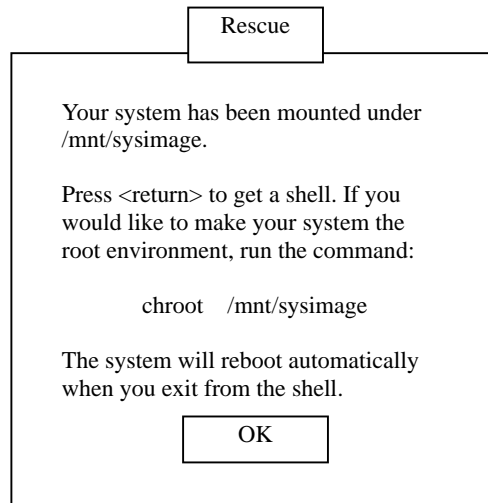 Rescue
Your system has been mounted under
/mnt/sysimage.
Press <return> to get a shell. If you
would like to make your system the
root environment, run the command:
chroot /mnt/sysimage
The system will reboot automatically
when you exit from the shell.
OK